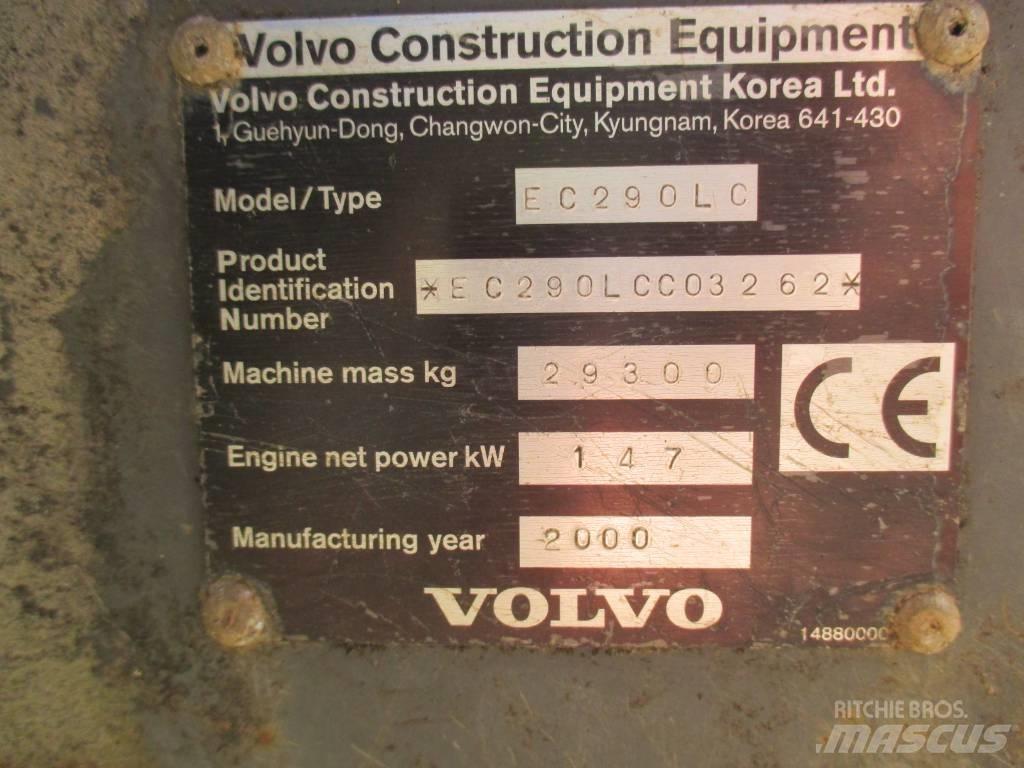 Volvo Construction Equipment
Volvo Construction Equipment Korea Ltd.
1, Guehyun-Dong, Changwon-City, Kyungnam, Korea 641-430
Model/Type EC290LC
Product
Identification *EC290LCC03262*
Number
Machine mass kg 29300
CE
Engine net power kW 147
Manufacturing year 2000
VOLVO
RITCHIE BROS.
MASCUS